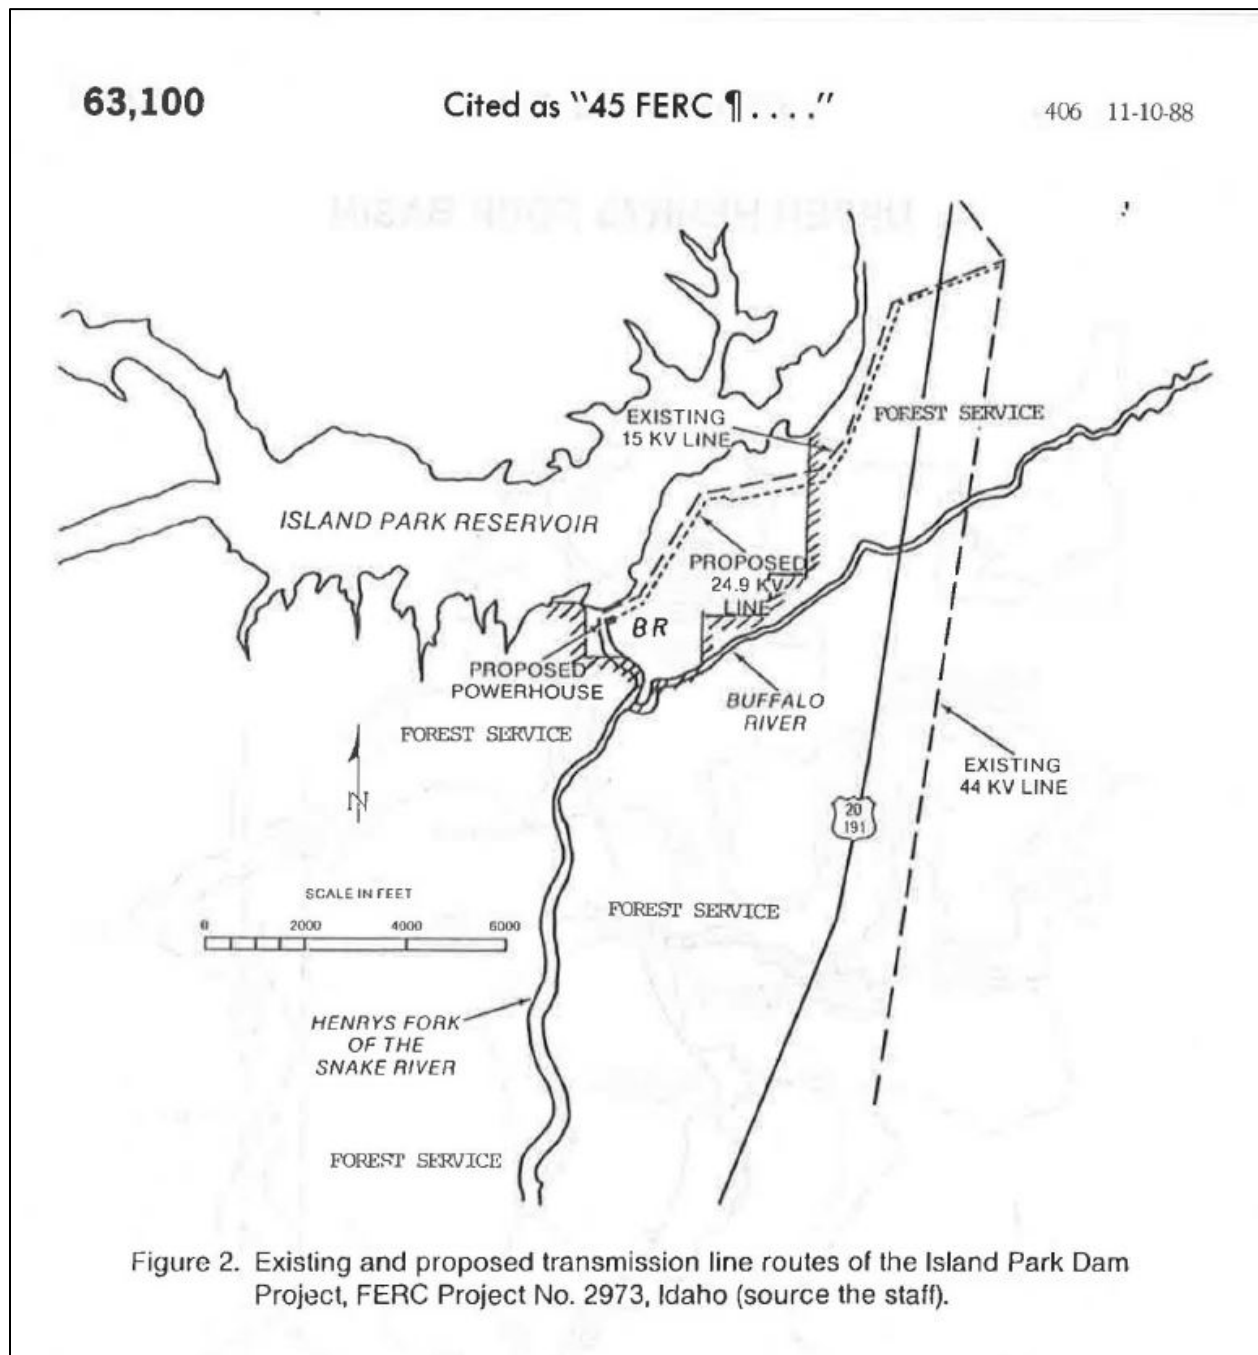 63,100
Cited as "45 FERC ¶ . . . ."
406 11-10-88
FOREST SERVICE
EXISTING
15 KV LINE
ISLAND PARK RESERVOIR
PROPOSED
24.9 KV
LINE
BR
PROPOSED
POWERHOUSE
BUFFALO
RIVER
FOREST SERVICE
EXISTING
44 KV LINE
N
20
191
SCALE IN FEET
0 2000 4000 6000
FOREST SERVICE
HENRYS FORK
OF THE
SNAKE RIVER
FOREST SERVICE
Figure 2. Existing and proposed transmission line routes of the Island Park Dam
Project, FERC Project No. 2973, Idaho (source the staff).